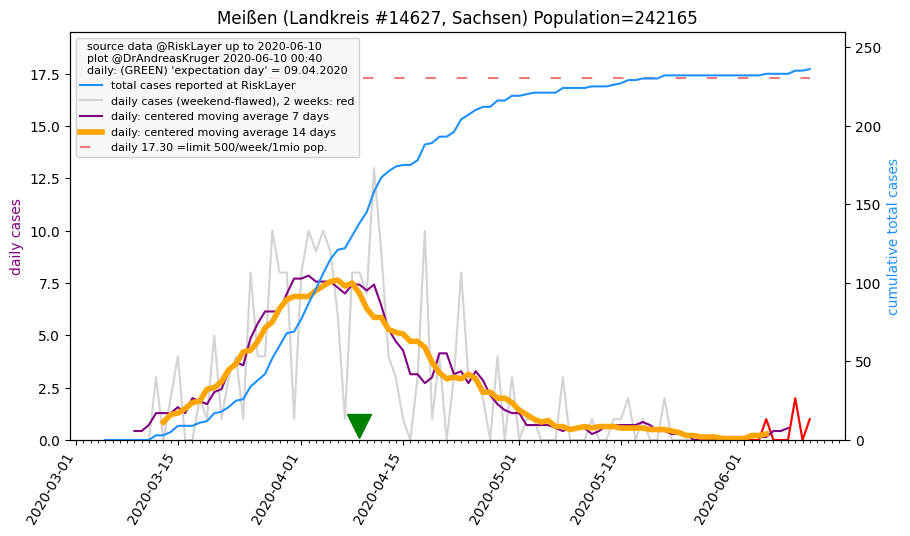 Meißen (Landkreis #14627, Sachsen) Population=242165
source data @RiskLayer up to 2020-06-10
plot @DrAndreasKruger 2020-06-10 00:40
daily: (GREEN) 'expectation day' = 09.04.2020
total cases reported at RiskLayer
daily cases (weekend-flawed), 2 weeks: red
daily: centered moving average 7 days
daily: centered moving average 14 days
daily 17.30 =limit 500/week/1mio pop.
daily cases
17.5
15.0
12.5
10.0
7.5
5.0
2.5
0.0
250
200
150
100
50
0
cumulative total cases
2020-03-01
2020-03-15
2020-04-01
2020-04-15
2020-05-01
2020-05-15
2020-06-01